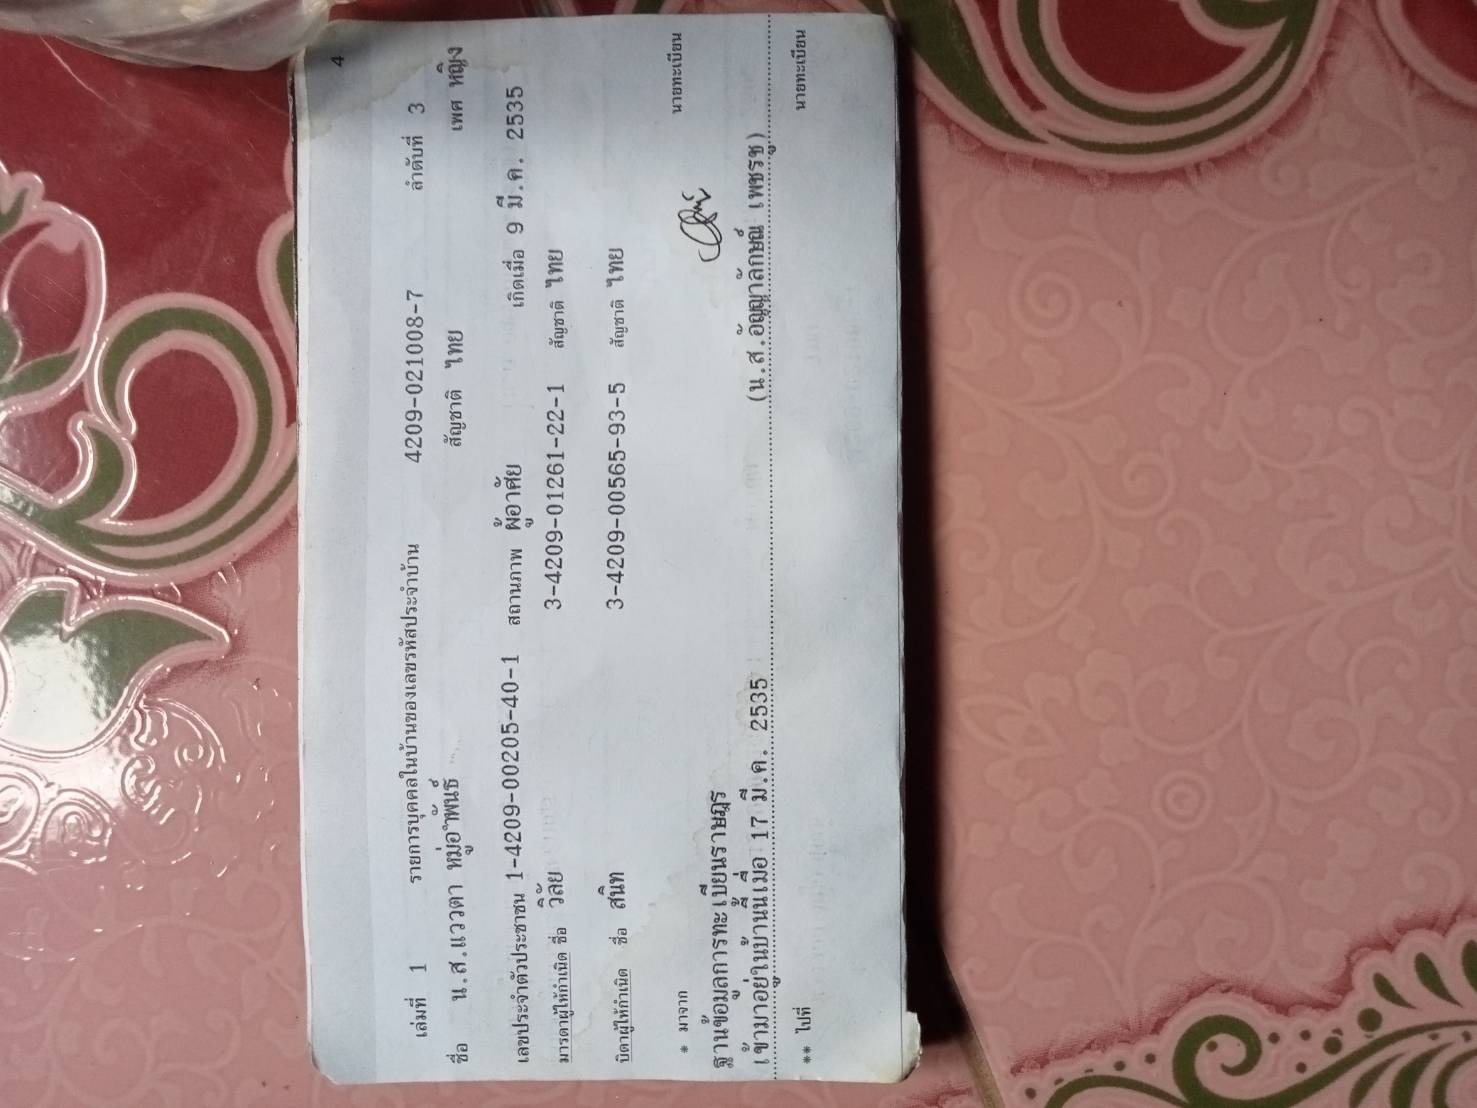 4
เล่มที่ 1 รายการบุคคลในบ้านของเลขรหัสประจำบ้าน 4209-021008-7 ลำดับที่ 3
ชื่อ น.ส.แววตา หมู่อำพันธ์ สัญชาติ ไทย เพศ หญิง
เลขประจำตัวประชาชน 1-4209-00205-40-1 สถานภาพ ผู้อาศัย เกิดเมื่อ 9 มี.ค. 2535
มารดาผู้ให้กำเนิด ชื่อ วิลัย 3-4209-01261-22-1 สัญชาติ ไทย
บิดาผู้ให้กำเนิด ชื่อ สนิท 3-4209-00565-93-5 สัญชาติ ไทย
* มาจาก นายทะเบียน
ฐานข้อมูลการทะเบียนราษฎร
เข้ามาอยู่ในบ้านนี้เมื่อ 17 มี.ค. 2535 (น.ส.อัญญาลักษณ์ เพชรช)
** ไปที่ นายทะเบียน